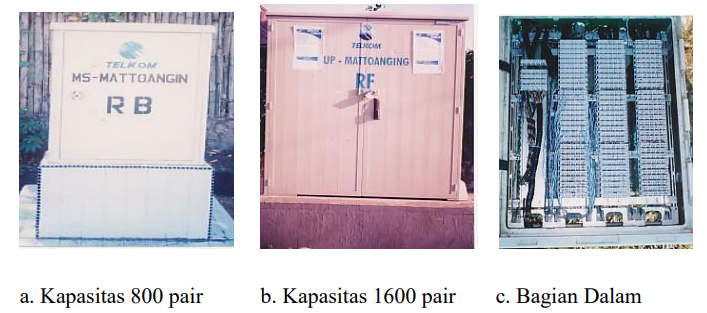 TELKOM
MS-MATTOANGIN
R B
TELKOM
UP - MATTOANGING
RF
a. Kapasitas 800 pair
b. Kapasitas 1600 pair
c. Bagian Dalam